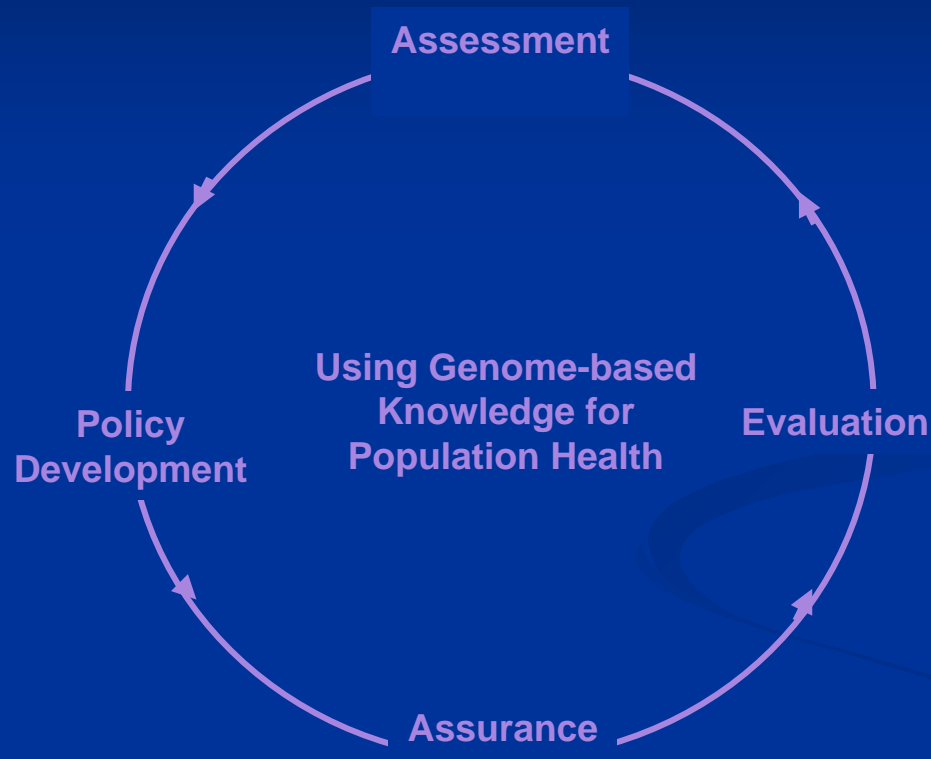 Assessment
Using Genome-based
Knowledge for
Population Health
Policy
Development
Evaluation
Assurance